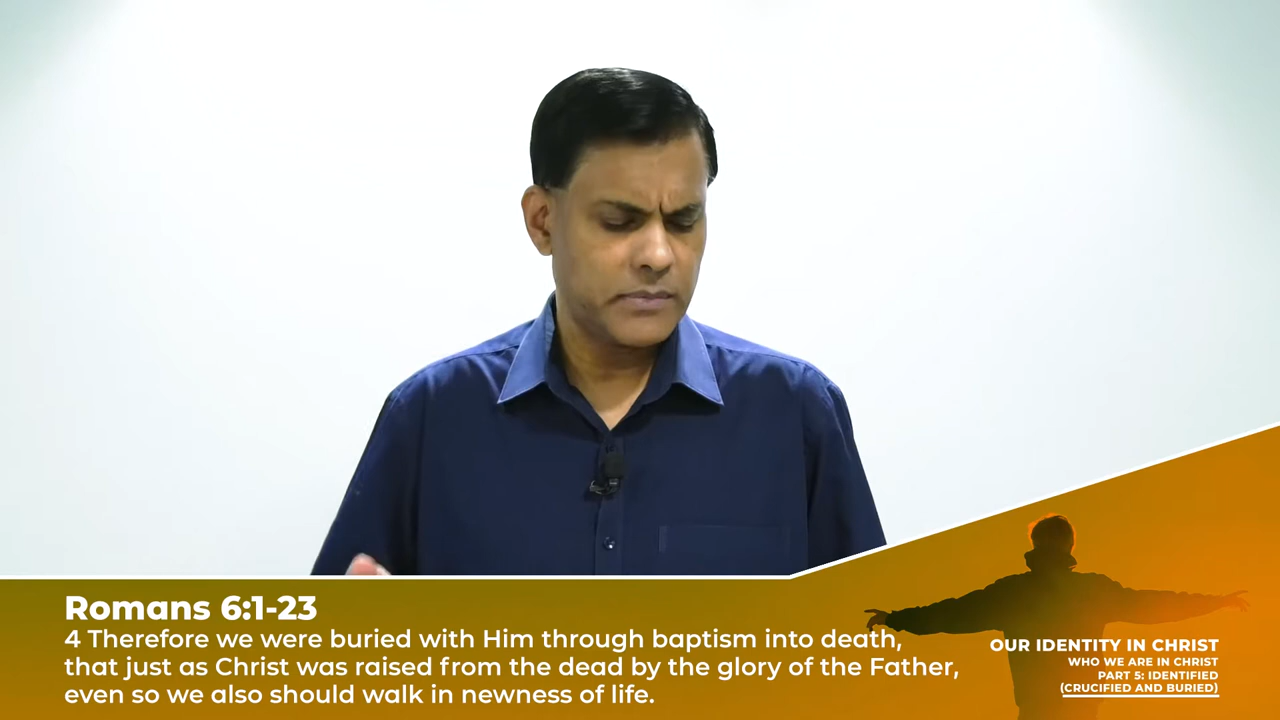 Romans 6:1-23
4 Therefore we were buried with Him through baptism into death,
that just as Christ was raised from the dead by the glory of the Father,
even so we also should walk in newness of life.
OUR IDENTITY IN CHRIST
WHO WE ARE IN CHRIST
PART 5: IDENTIFIED
(CRUCIFIED AND BURIED)